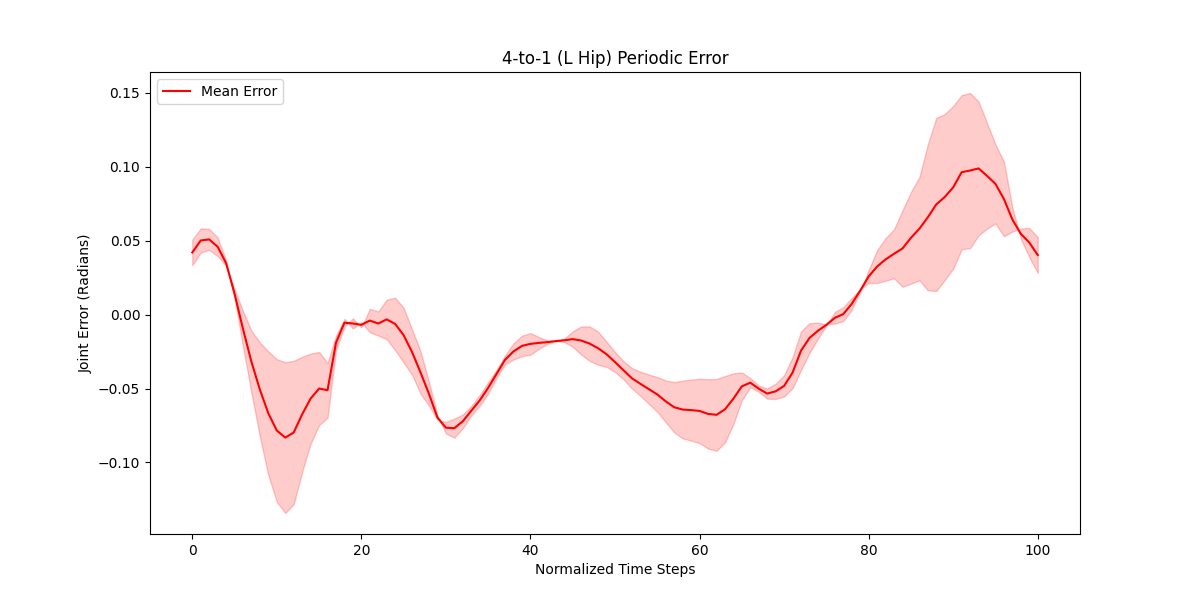 4-to-1 (L Hip) Periodic Error
Mean Error
Joint Error (Radians)
0.15
0.10
0.05
0.00
−0.05
−0.10
0 20 40 60 80 100
Normalized Time Steps